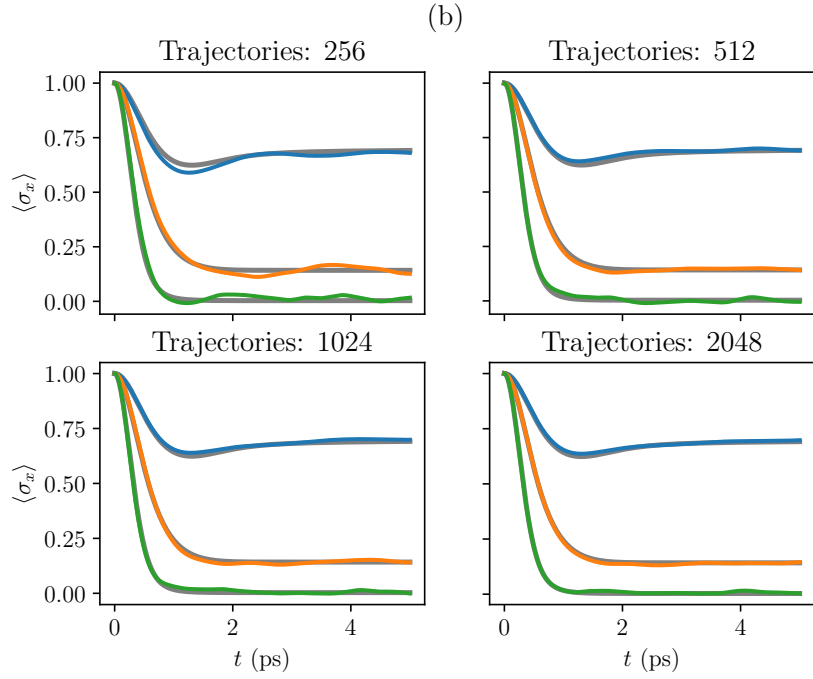 (b)
Trajectories: 256
Trajectories: 512
1.00
0.75
0.50
0.25
0.00
⟨σₓ⟩
Trajectories: 1024
Trajectories: 2048
1.00
0.75
0.50
0.25
0.00
⟨σₓ⟩
0 2 4
0 2 4
t (ps)
t (ps)